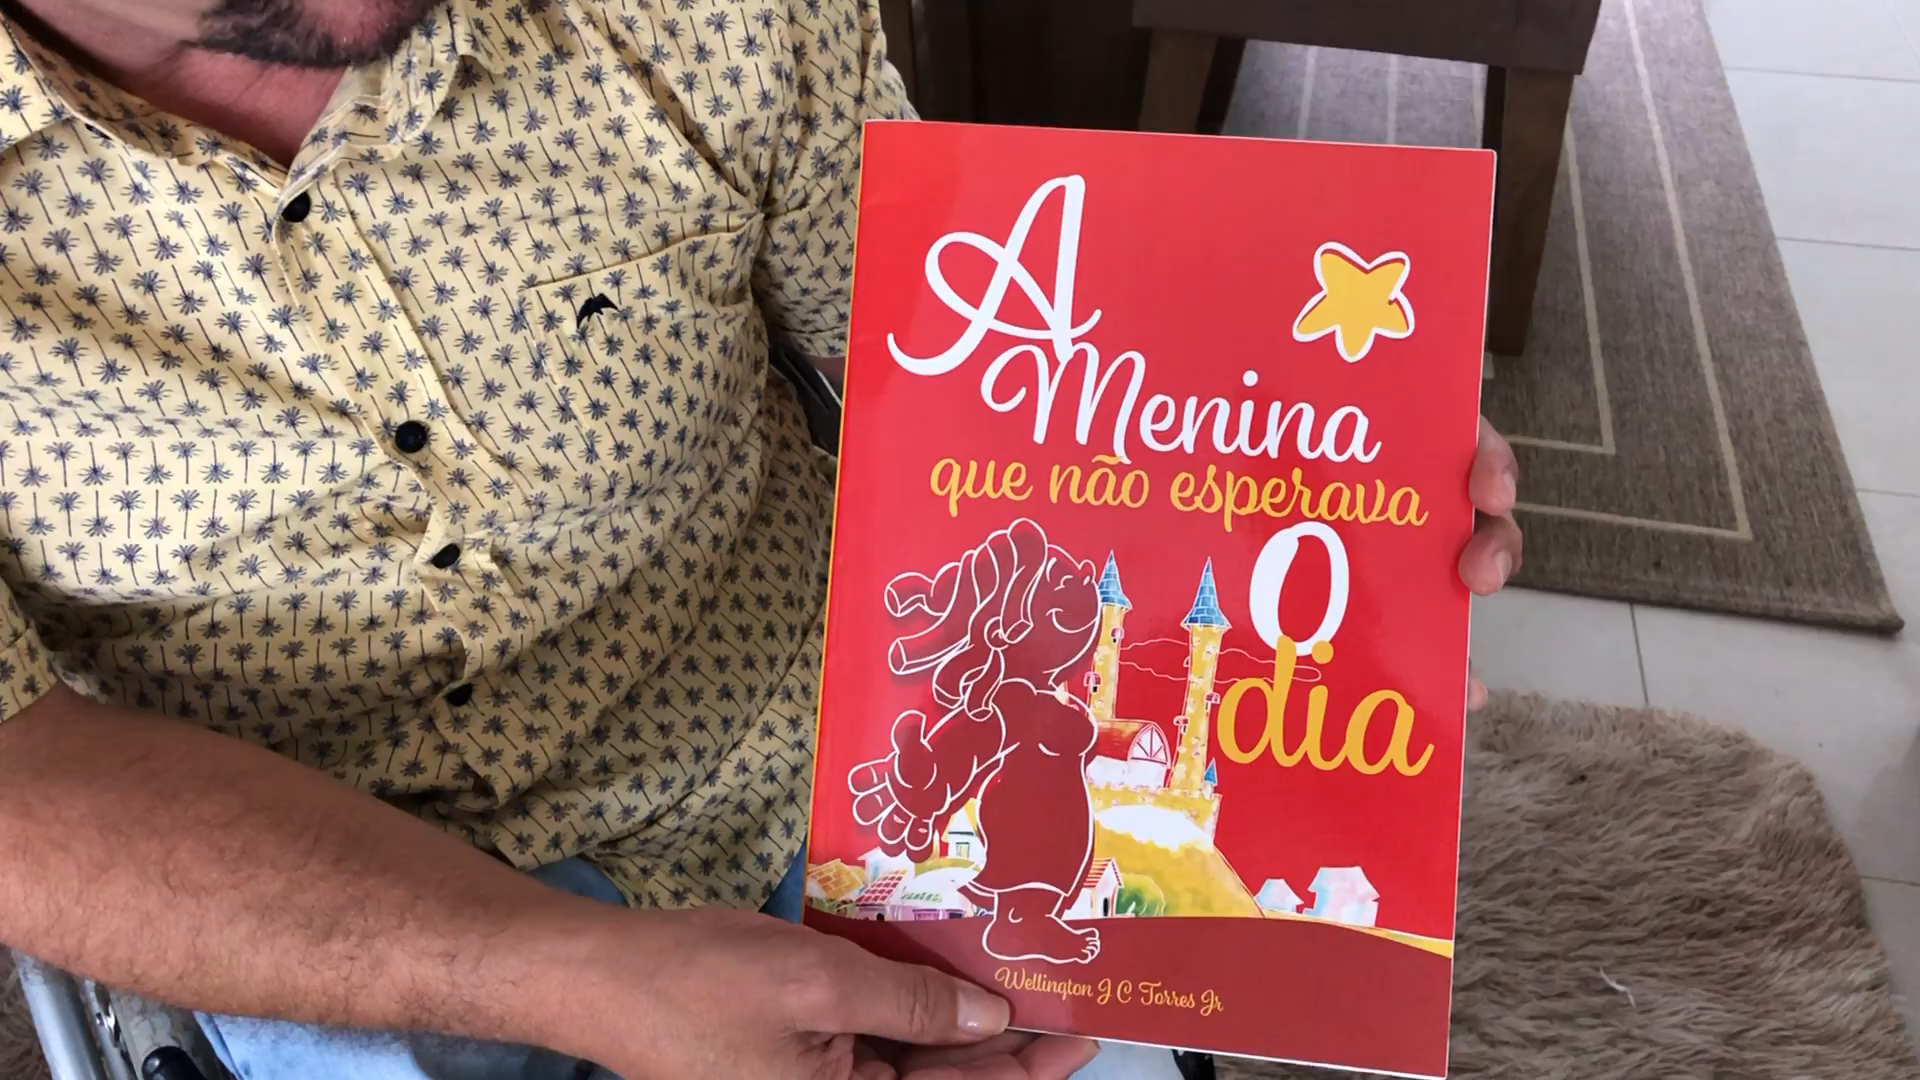 A
Menina
que não esperava
O
dia
Wellington J C Torres Jr